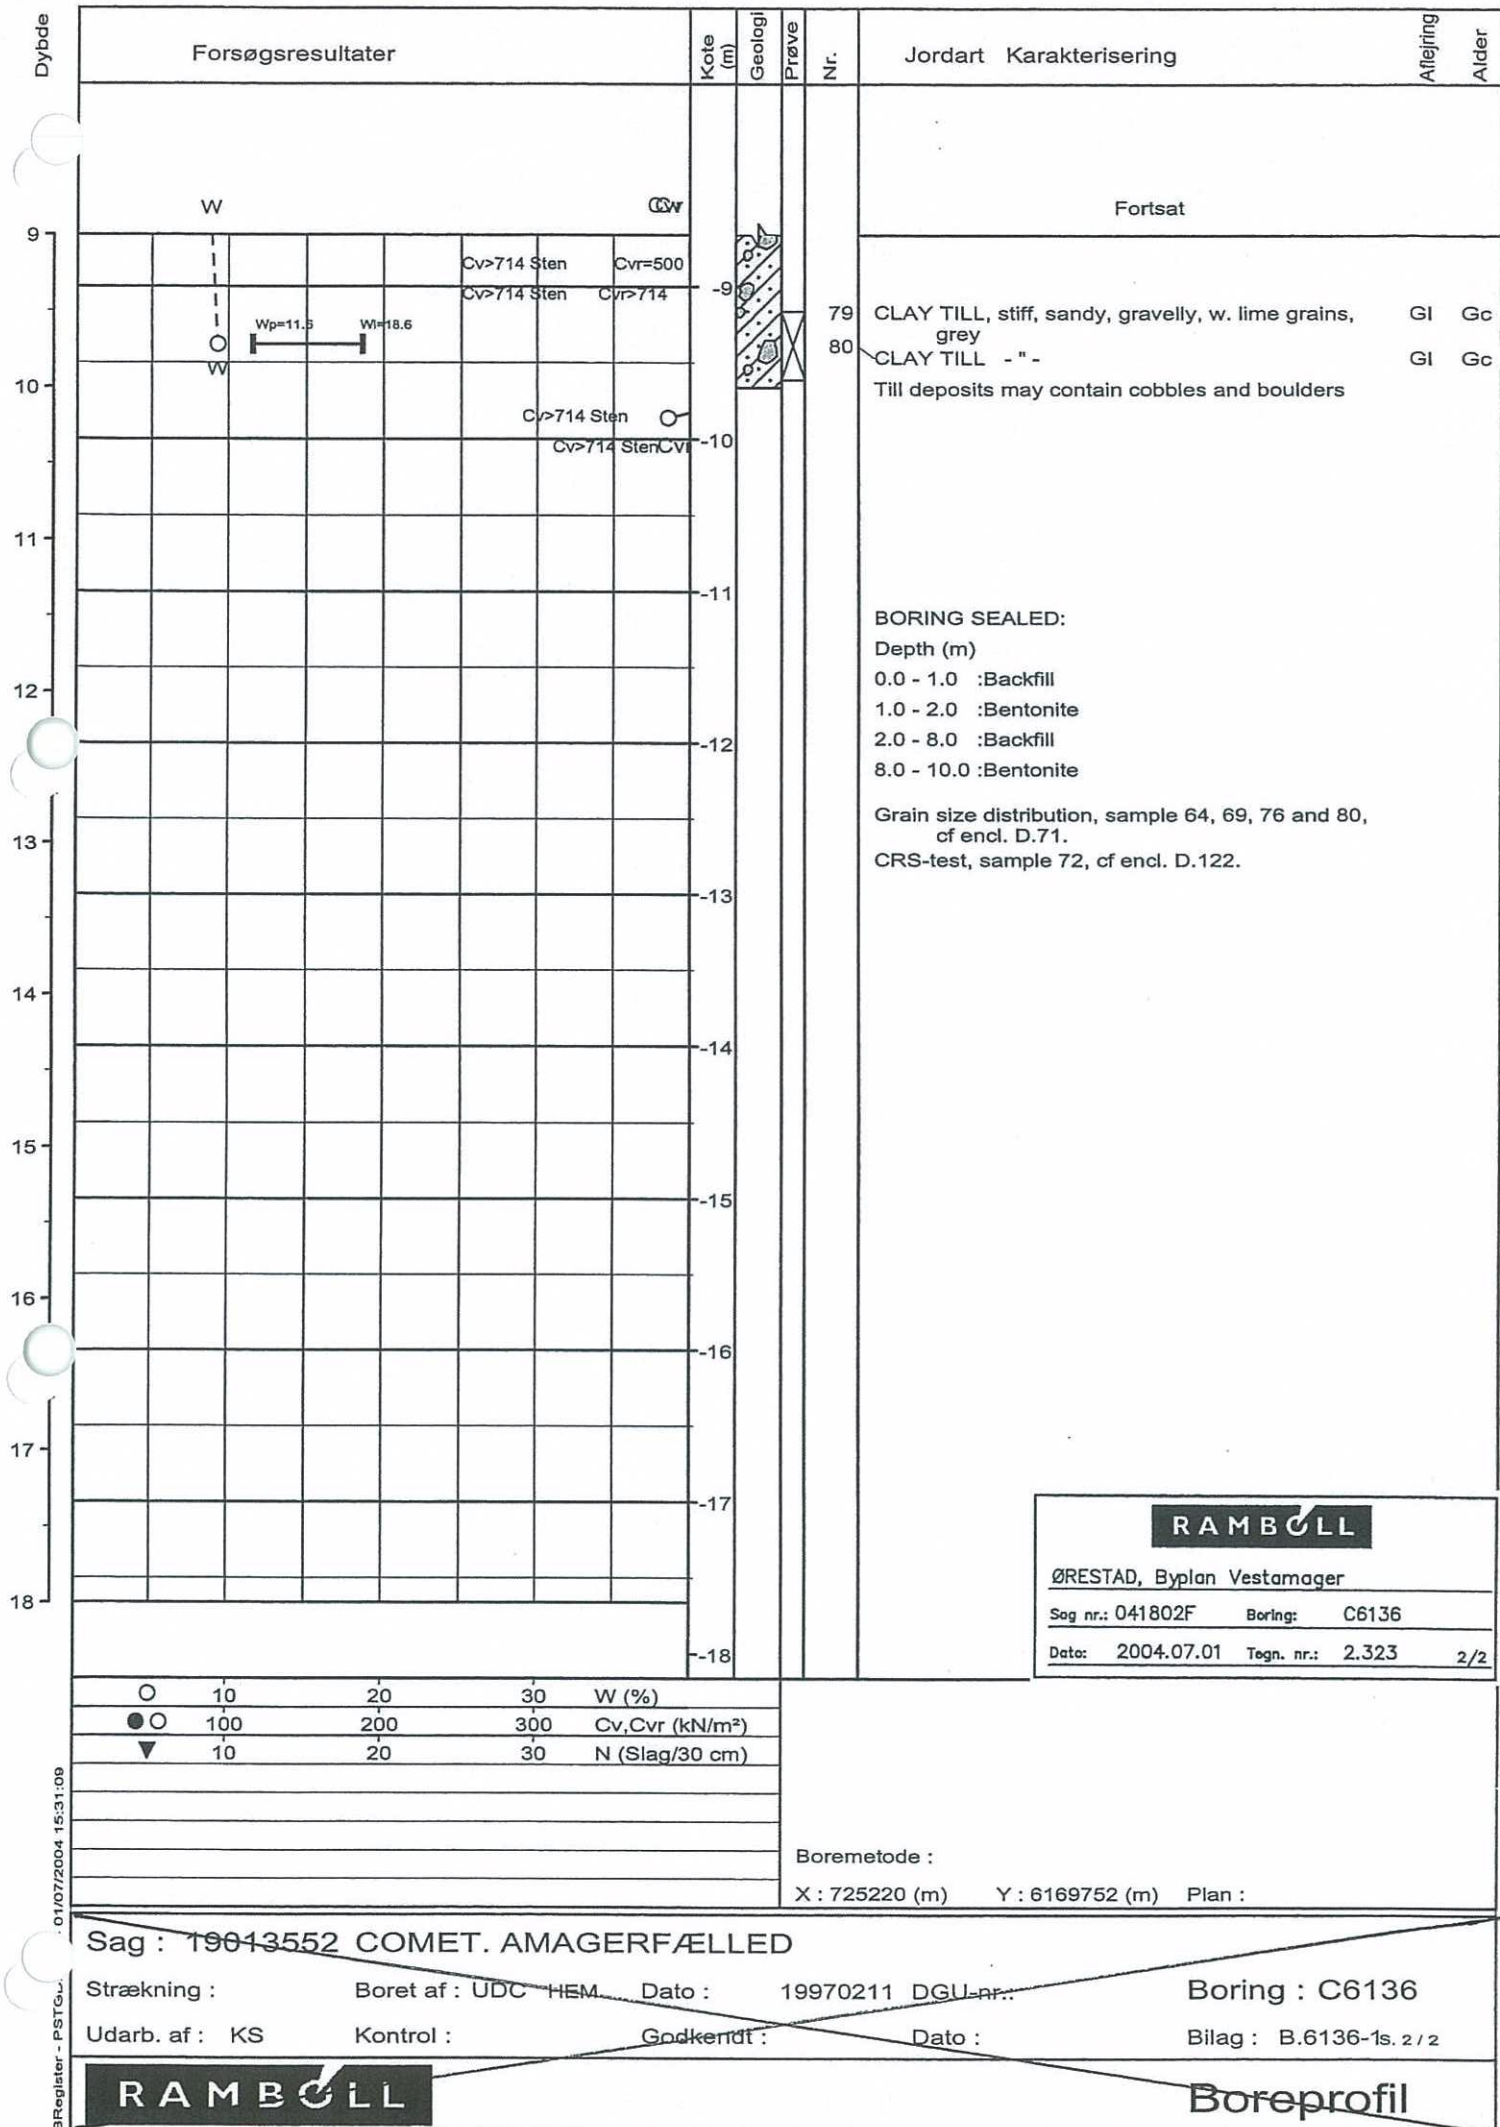 Dybde
Forsøgsresultater
Kote (m)
Geologi
Prøve
Nr.
Jordart Karakterisering
Aflejring
Alder
W
Fortsat
9
Cv>714 Sten Cvr=500
-9
Cv>714 Sten Cvr>714
79 CLAY TILL, stiff, sandy, gravelly, w. lime grains, Gl Gc
grey
Wp=11.6 Wl=18.6
80 CLAY TILL - " - Gl Gc
W
10
Till deposits may contain cobbles and boulders
Cv>714 Sten
-10
Cv>714 Sten Cvr
11
-11
BORING SEALED:
Depth (m)
0.0 - 1.0 :Backfill
12
1.0 - 2.0 :Bentonite
2.0 - 8.0 :Backfill
-12
8.0 - 10.0 :Bentonite
Grain size distribution, sample 64, 69, 76 and 80,
cf encl. D.71.
13
CRS-test, sample 72, cf encl. D.122.
-13
14
-14
15
-15
16
-16
17
-17
18
-18
RAMBØLL
ØRESTAD, Byplan Vestamager
Sag nr.: 041802F Boring: C6136
Dato: 2004.07.01 Tegn. nr.: 2.323 2/2
10 20 30 W (%)
100 200 300 Cv,Cvr (kN/m²)
10 20 30 N (Slag/30 cm)
Boremetode :
X : 725220 (m) Y : 6169752 (m) Plan :
BRegister - 01/07/2004 15:31:09
Sag : 19013552 COMET. AMAGERFÆLLED
Strækning : Boret af : UDC HEM Dato : 19970211 DGU-nr.: Boring : C6136
Udarb. af : KS Kontrol : Godkendt : Dato : Bilag : B.6136-1 s. 2 / 2
RAMBØLL
Boreprofil